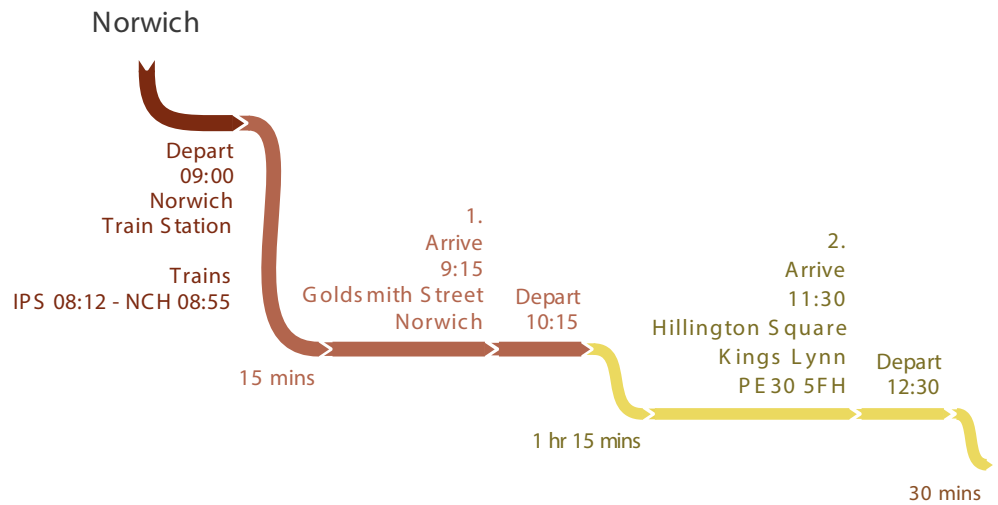 Norwich
Depart
09:00
Norwich
Train Station
Trains
IPS 08:12 - NCH 08:55
15 mins
1.
Arrive
9:15
Goldsmith Street
Norwich
Depart
10:15
1 hr 15 mins
2.
Arrive
11:30
Hillington Square
Kings Lynn
PE30 5FH
Depart
12:30
30 mins